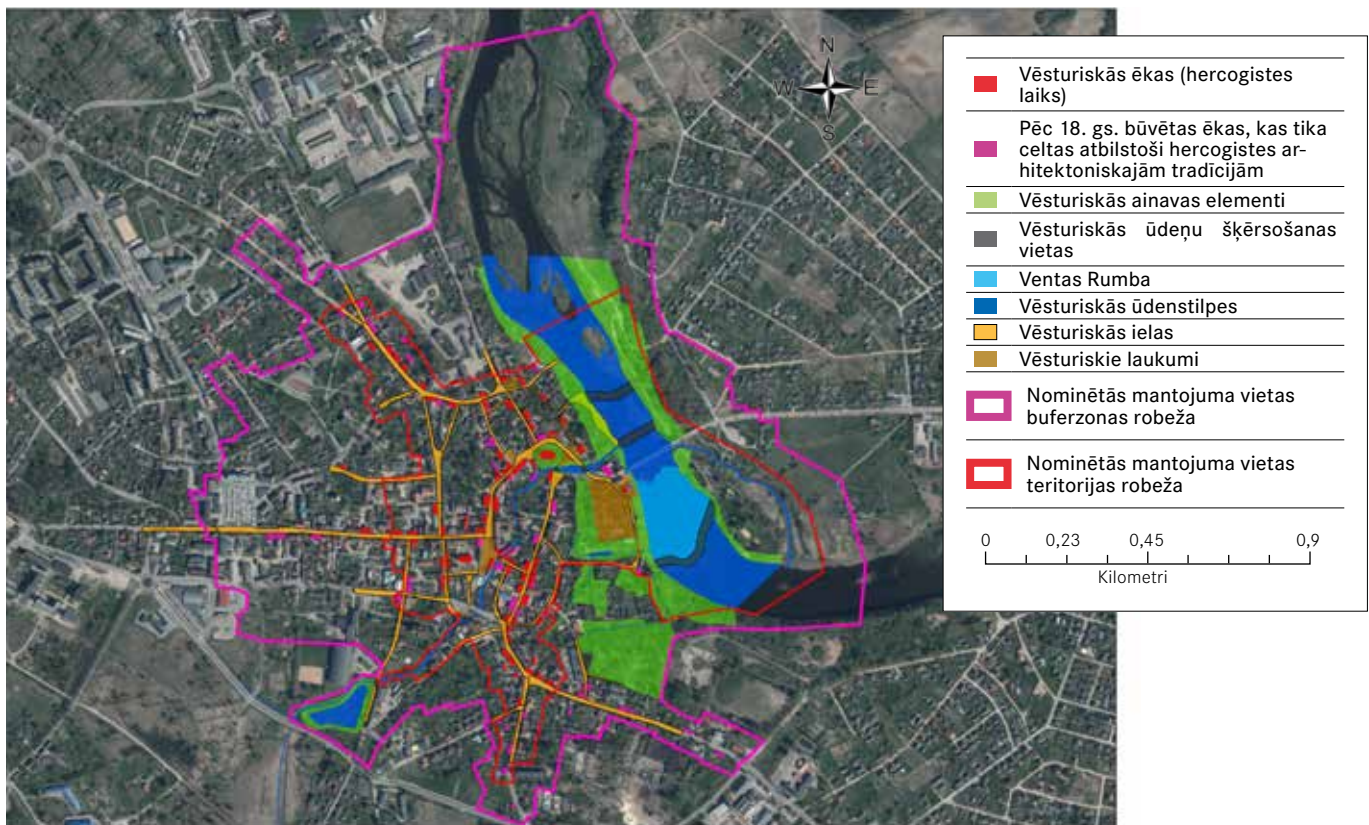 N
W
E
S
Vēsturiskās ēkas (hercogistes
laiks)
Pēc 18. gs. būvētas ēkas, kas tika
celtas atbilstoši hercogistes ar-
hitektoniskajām tradīcijām
Vēsturiskās ainavas elementi
Vēsturiskās ūdeņu šķērsošanas
vietas
Ventas Rumba
Vēsturiskās ūdenstilpes
Vēsturiskās ielas
Vēsturiskie laukumi
Nominētās mantojuma vietas
buferzonas robeža
Nominētās mantojuma vietas
teritorijas robeža
0 0,23 0,45 0,9
Kilometri